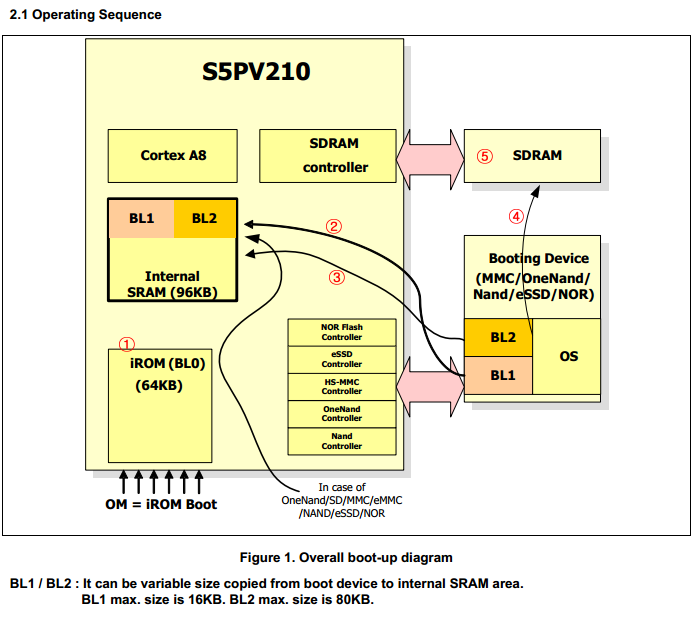 2.1 Operating Sequence
S5PV210
Cortex A8
SDRAM
controller
⑤ SDRAM
BL1 BL2
Internal
SRAM (96KB)
②
③
④
Booting Device
(MMC/OneNand/
Nand/eSSD/NOR)
BL2
BL1
OS
①
iROM (BL0)
(64KB)
NOR Flash
Controller
eSSD
Controller
HS-MMC
Controller
OneNand
Controller
Nand
Controller
OM = iROM Boot
In case of
OneNand/SD/MMC/eMMC
/NAND/eSSD/NOR
Figure 1. Overall boot-up diagram
BL1 / BL2 : It can be variable size copied from boot device to internal SRAM area.
BL1 max. size is 16KB. BL2 max. size is 80KB.